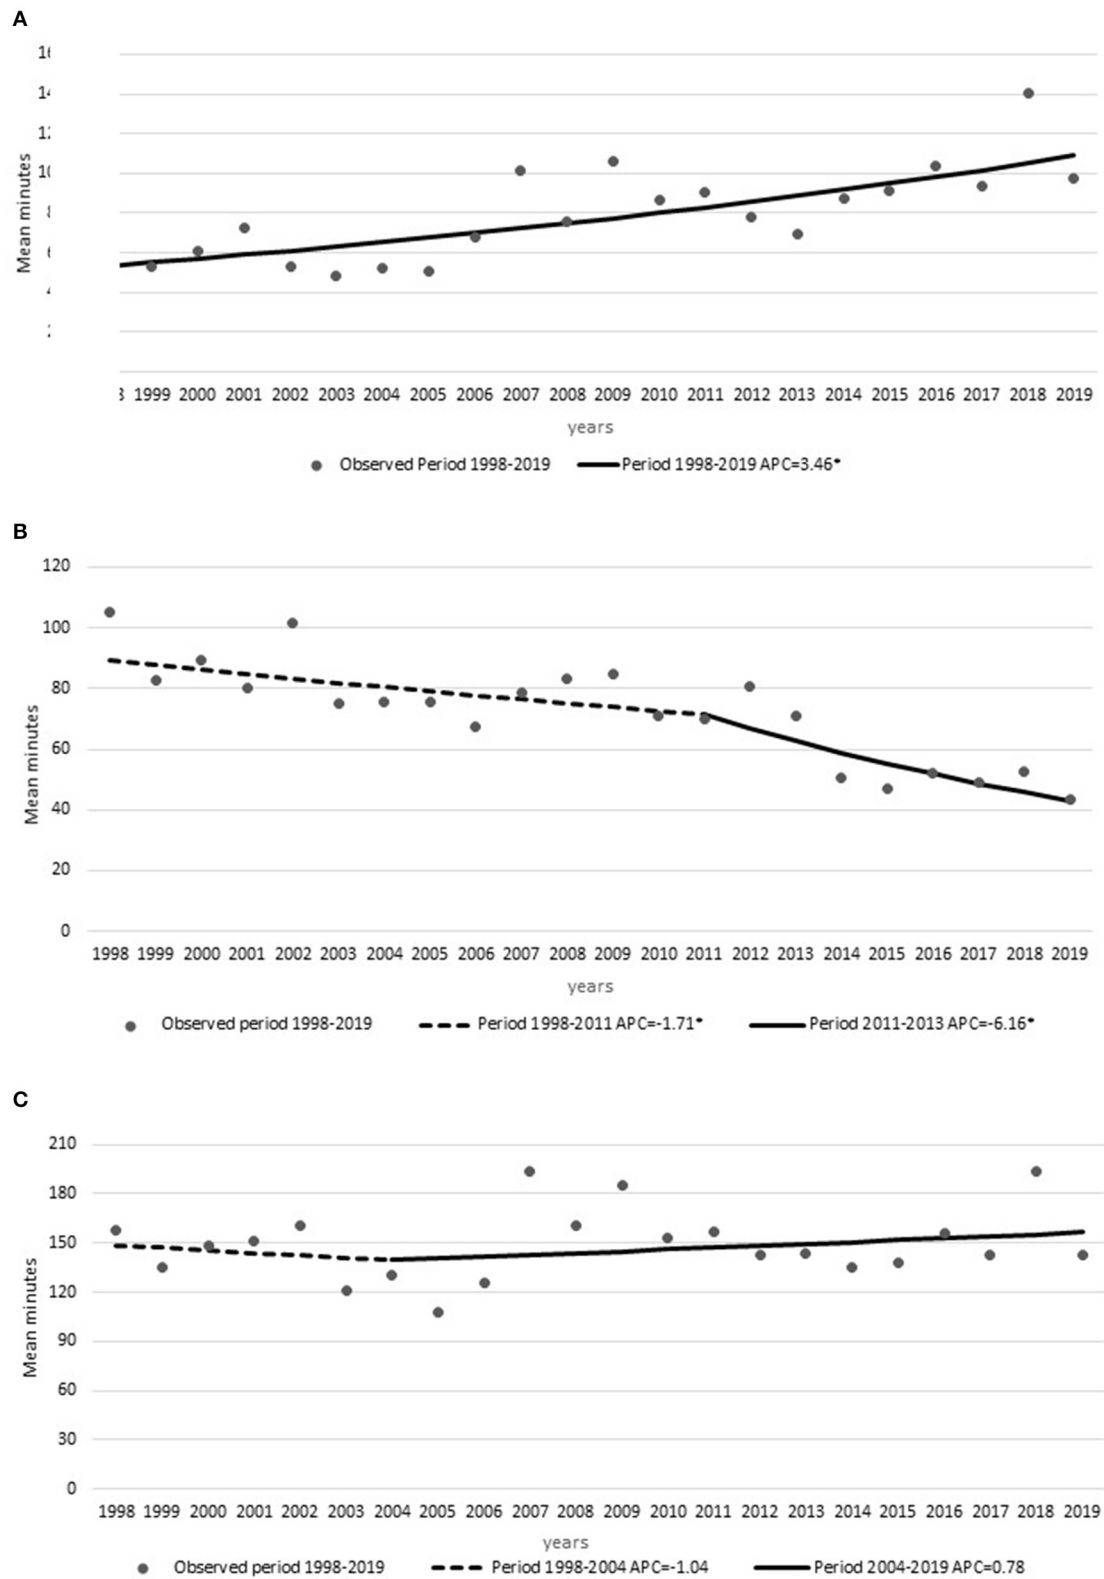 A
8
6
Mean minutes
1999 2000 2001 2002 2003 2004 2005 2006 2007 2008 2009 2010 2011 2012 2013 2014 2015 2016 2017 2018 2019
years
Observed Period 1998-2019 Period 1998-2019 APC=3.46*
B
120
100
80
60
40
20
0
Mean minutes
1998 1999 2000 2001 2002 2003 2004 2005 2006 2007 2008 2009 2010 2011 2012 2013 2014 2015 2016 2017 2018 2019
years
Observed period 1998-2019 Period 1998-2011 APC=-1.71* Period 2011-2013 APC=-6.16*
C
210
180
150
120
90
60
30
0
Mean minutes
1998 1999 2000 2001 2002 2003 2004 2005 2006 2007 2008 2009 2010 2011 2012 2013 2014 2015 2016 2017 2018 2019
years
Observed period 1998-2019 Period 1998-2004 APC=-1.04 Period 2004-2019 APC=0.78